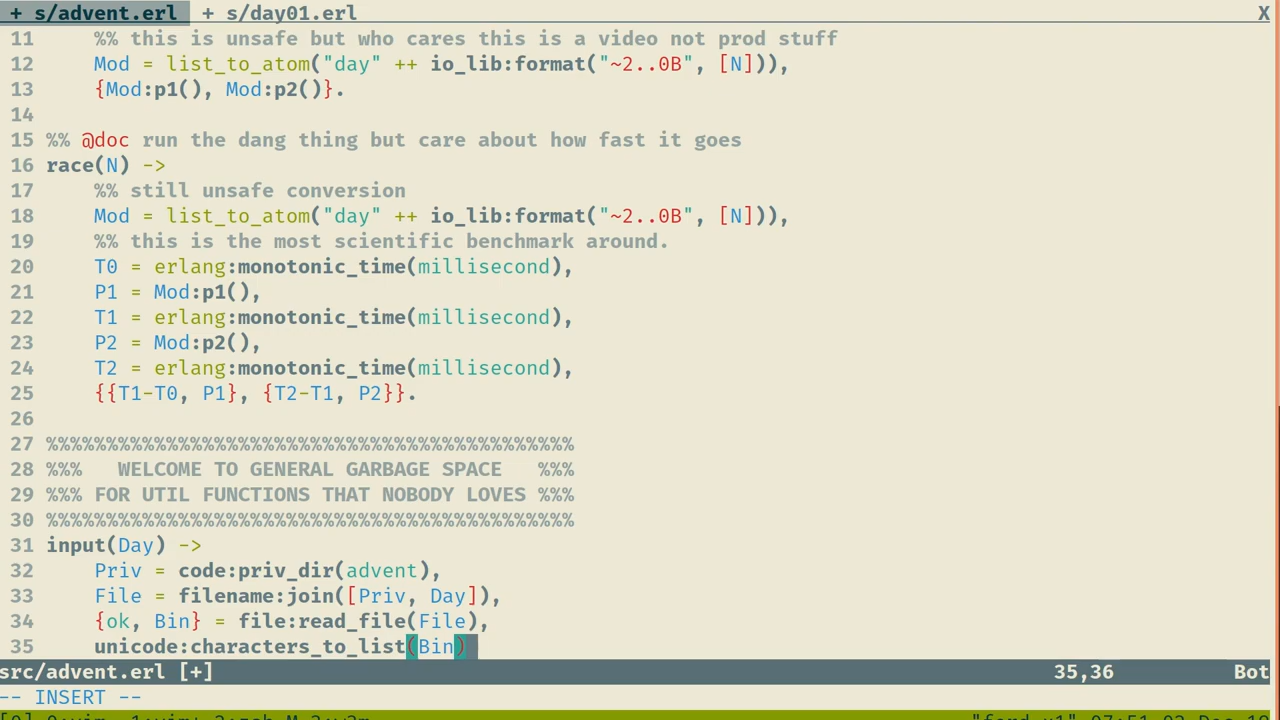 + s/advent.erl + s/day01.erl X
11 %% this is unsafe but who cares this is a video not prod stuff
12 Mod = list_to_atom("day" ++ io_lib:format("~2..0B", [N])),
13 {Mod:p1(), Mod:p2()}.
14
15 %% @doc run the dang thing but care about how fast it goes
16 race(N) ->
17 %% still unsafe conversion
18 Mod = list_to_atom("day" ++ io_lib:format("~2..0B", [N])),
19 %% this is the most scientific benchmark around.
20 T0 = erlang:monotonic_time(millisecond),
21 P1 = Mod:p1(),
22 T1 = erlang:monotonic_time(millisecond),
23 P2 = Mod:p2(),
24 T2 = erlang:monotonic_time(millisecond),
25 {{T1-T0, P1}, {T2-T1, P2}}.
26
27 %%%%%%%%%%%%%%%%%%%%%%%%%%%%%%%%%%%%%%%%%%%%
28 %%% WELCOME TO GENERAL GARBAGE SPACE %%%
29 %%% FOR UTIL FUNCTIONS THAT NOBODY LOVES %%%
30 %%%%%%%%%%%%%%%%%%%%%%%%%%%%%%%%%%%%%%%%%%%%
31 input(Day) ->
32 Priv = code:priv_dir(advent),
33 File = filename:join([Priv, Day]),
34 {ok, Bin} = file:read_file(File),
35 unicode:characters_to_list(Bin)
src/advent.erl [+] 35,36 Bot
-- INSERT --